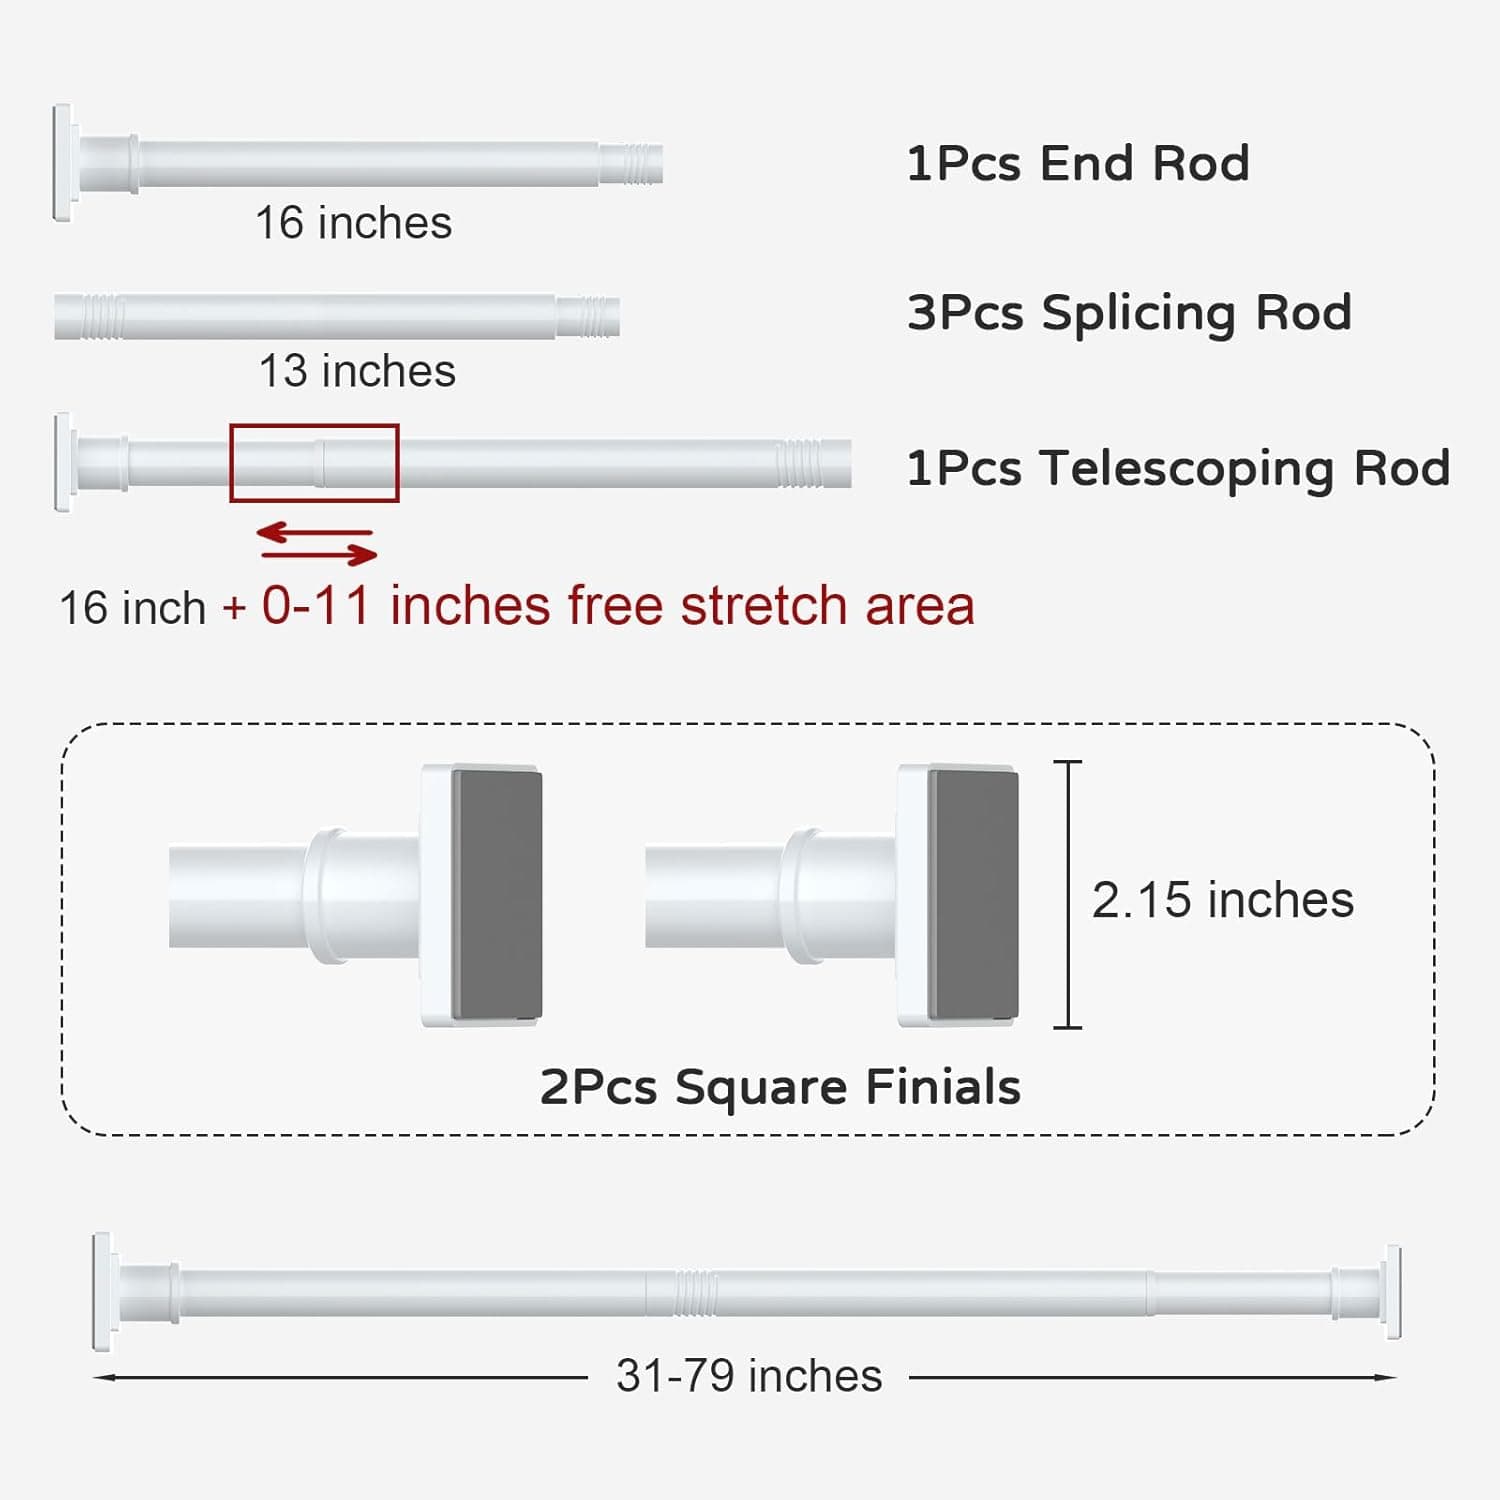 1Pcs End Rod
16 inches
3Pcs Splicing Rod
13 inches
1Pcs Telescoping Rod
16 inch + 0-11 inches free stretch area
2.15 inches
2Pcs Square Finials
31-79 inches